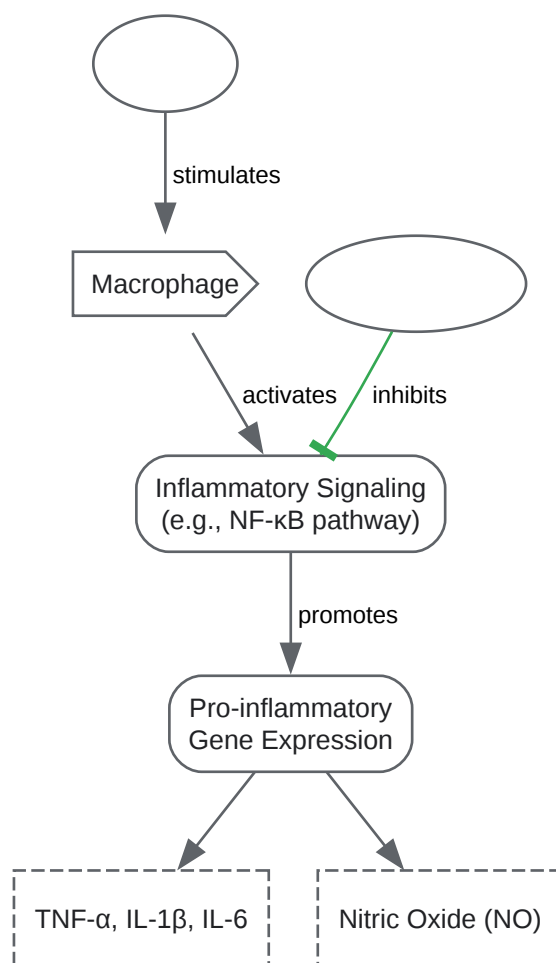 stimulates
Macrophage
activates
inhibits
Inflammatory Signaling
(e.g., NF-κB pathway)
promotes
Pro-inflammatory
Gene Expression
TNF-α, IL-1β, IL-6
Nitric Oxide (NO)